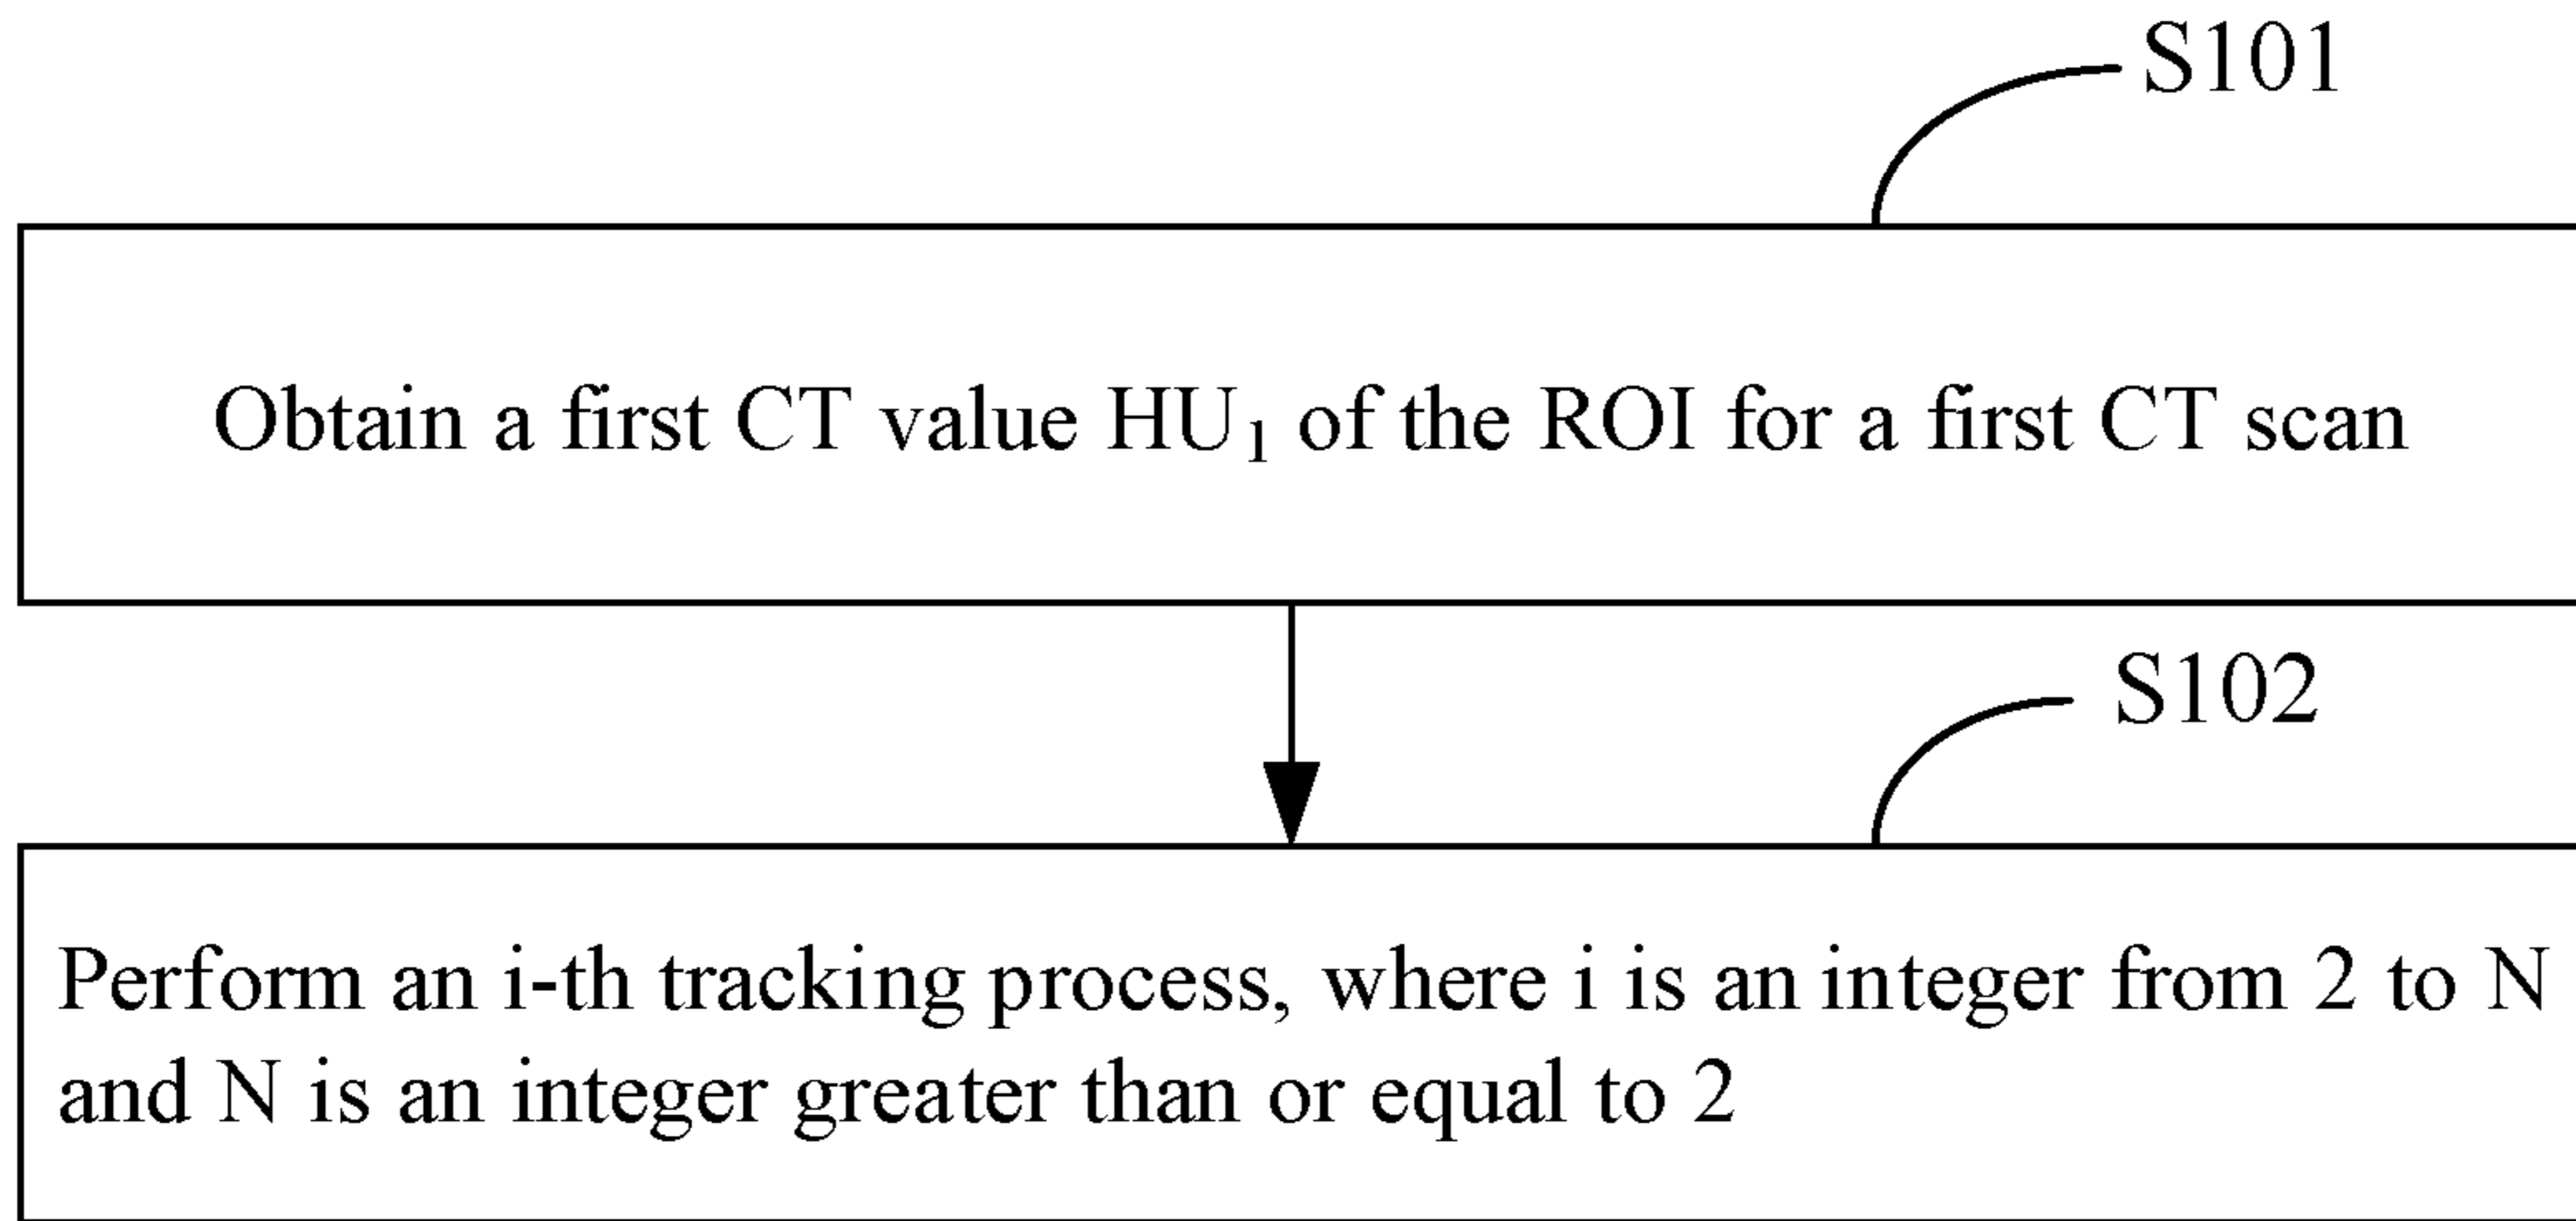 S101
Obtain a first CT value HU₁ of the ROI for a first CT scan
S102
Perform an i-th tracking process, where i is an integer from 2 to N
and N is an integer greater than or equal to 2